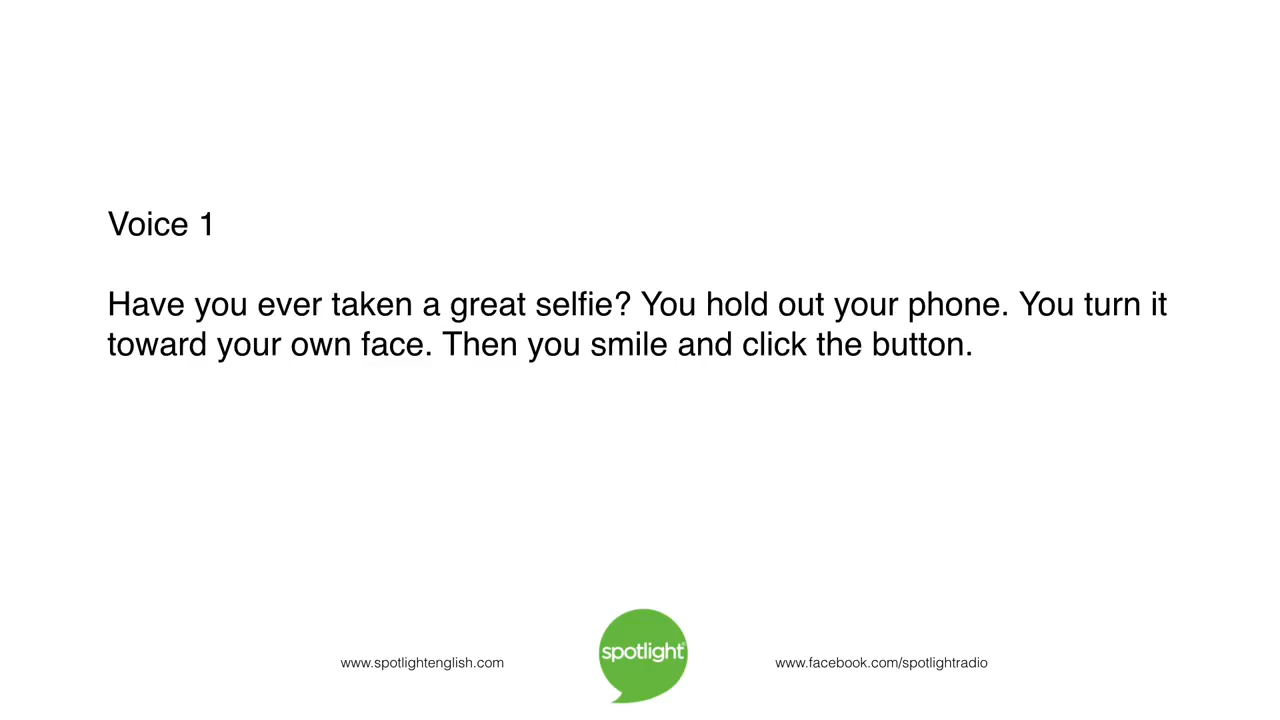 Voice 1
Have you ever taken a great selfie? You hold out your phone. You turn it
toward your own face. Then you smile and click the button.
www.spotlightenglish.com
spotlight®
www.facebook.com/spotlightradio